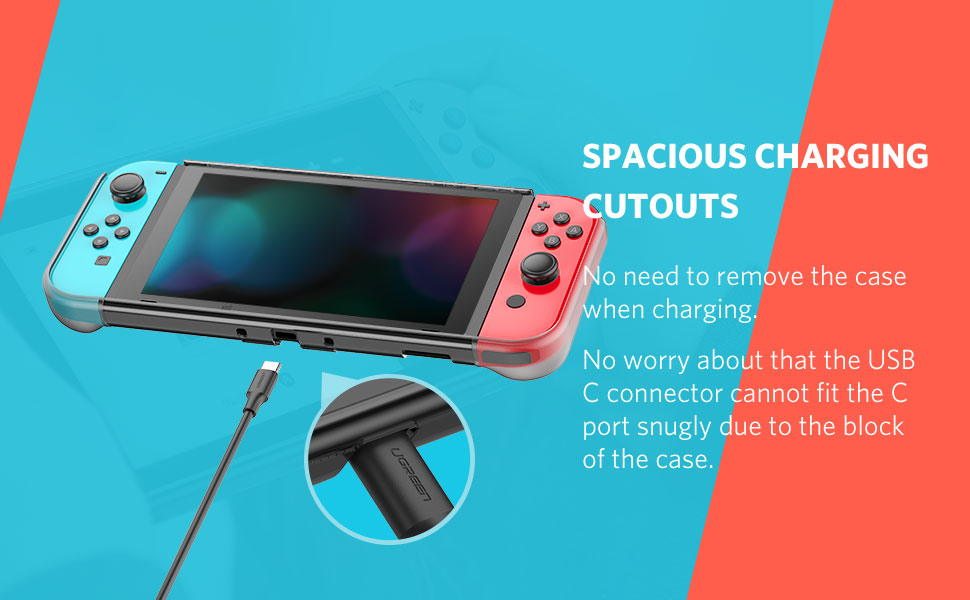 SPACIOUS CHARGING
CUTOUTS
No need to remove the case
when charging.
No worry about that the USB
C connector cannot fit the C
port snugly due to the block
of the case.
X
Y
A
B
UGREEN